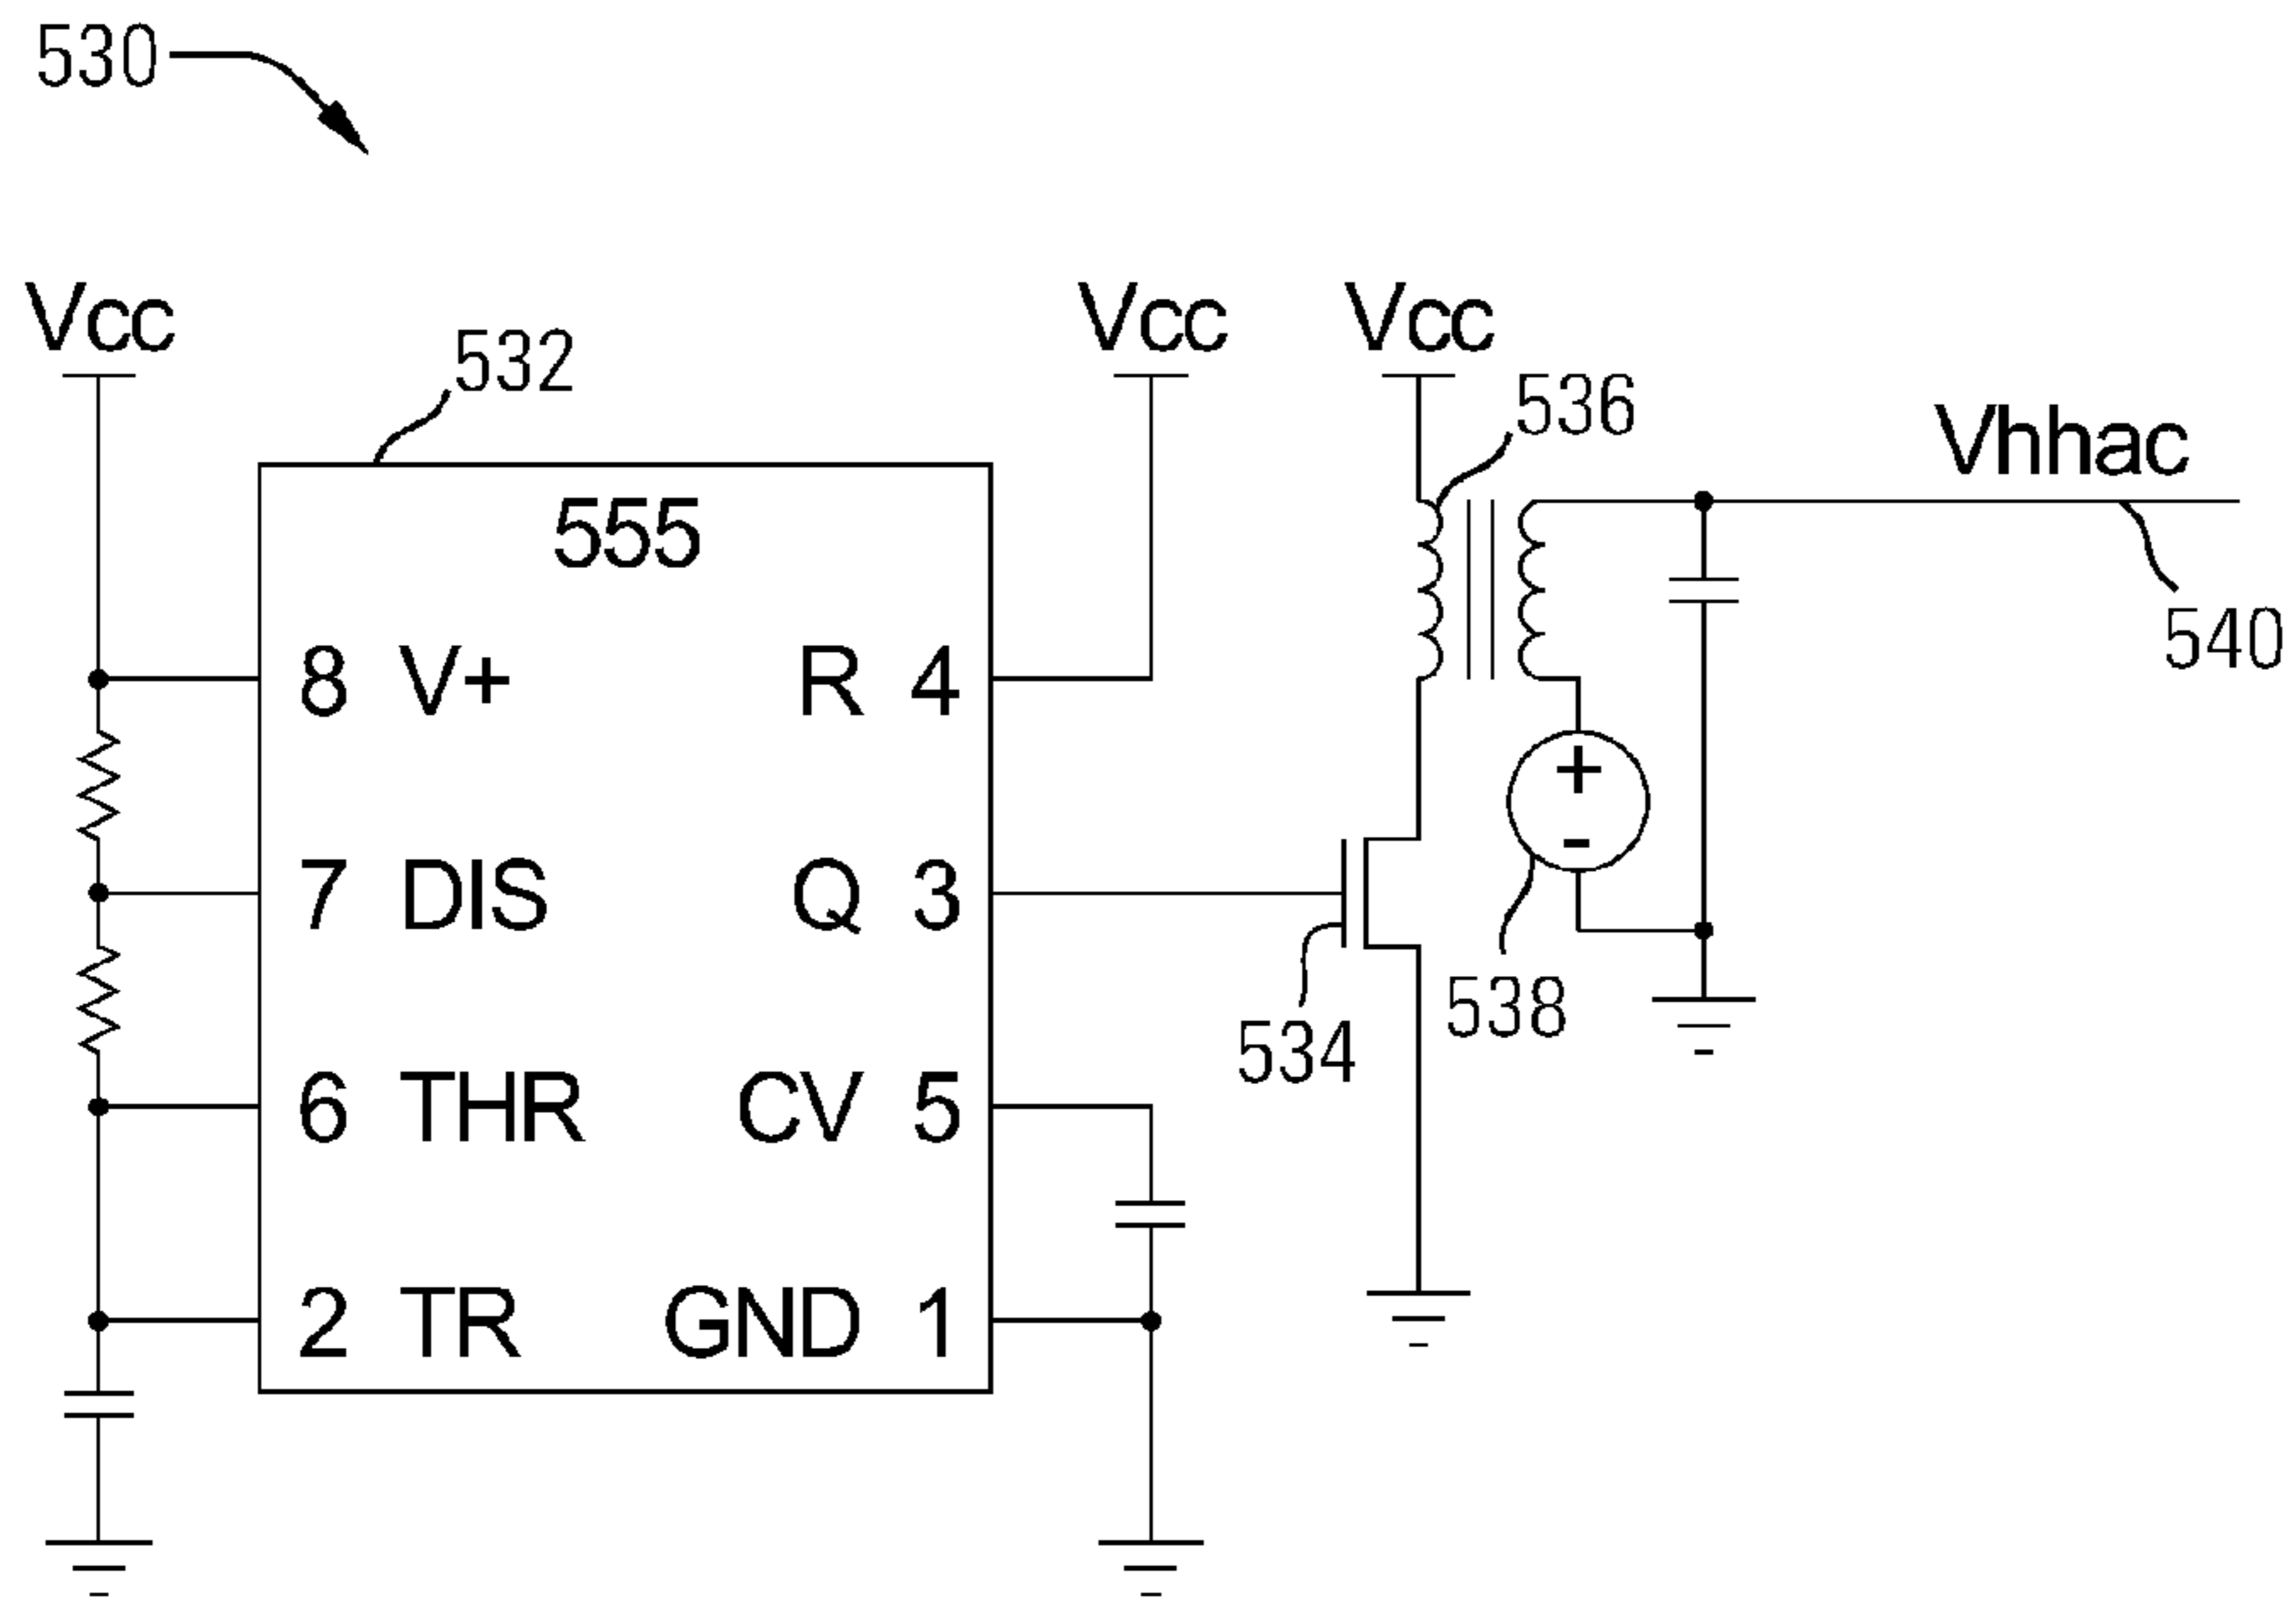 530
Vcc
532
Vcc
Vcc
536
Vhhac
540
555
8 V+ R 4
7 DIS Q 3
6 THR CV 5
2 TR GND 1
+
-
534
538